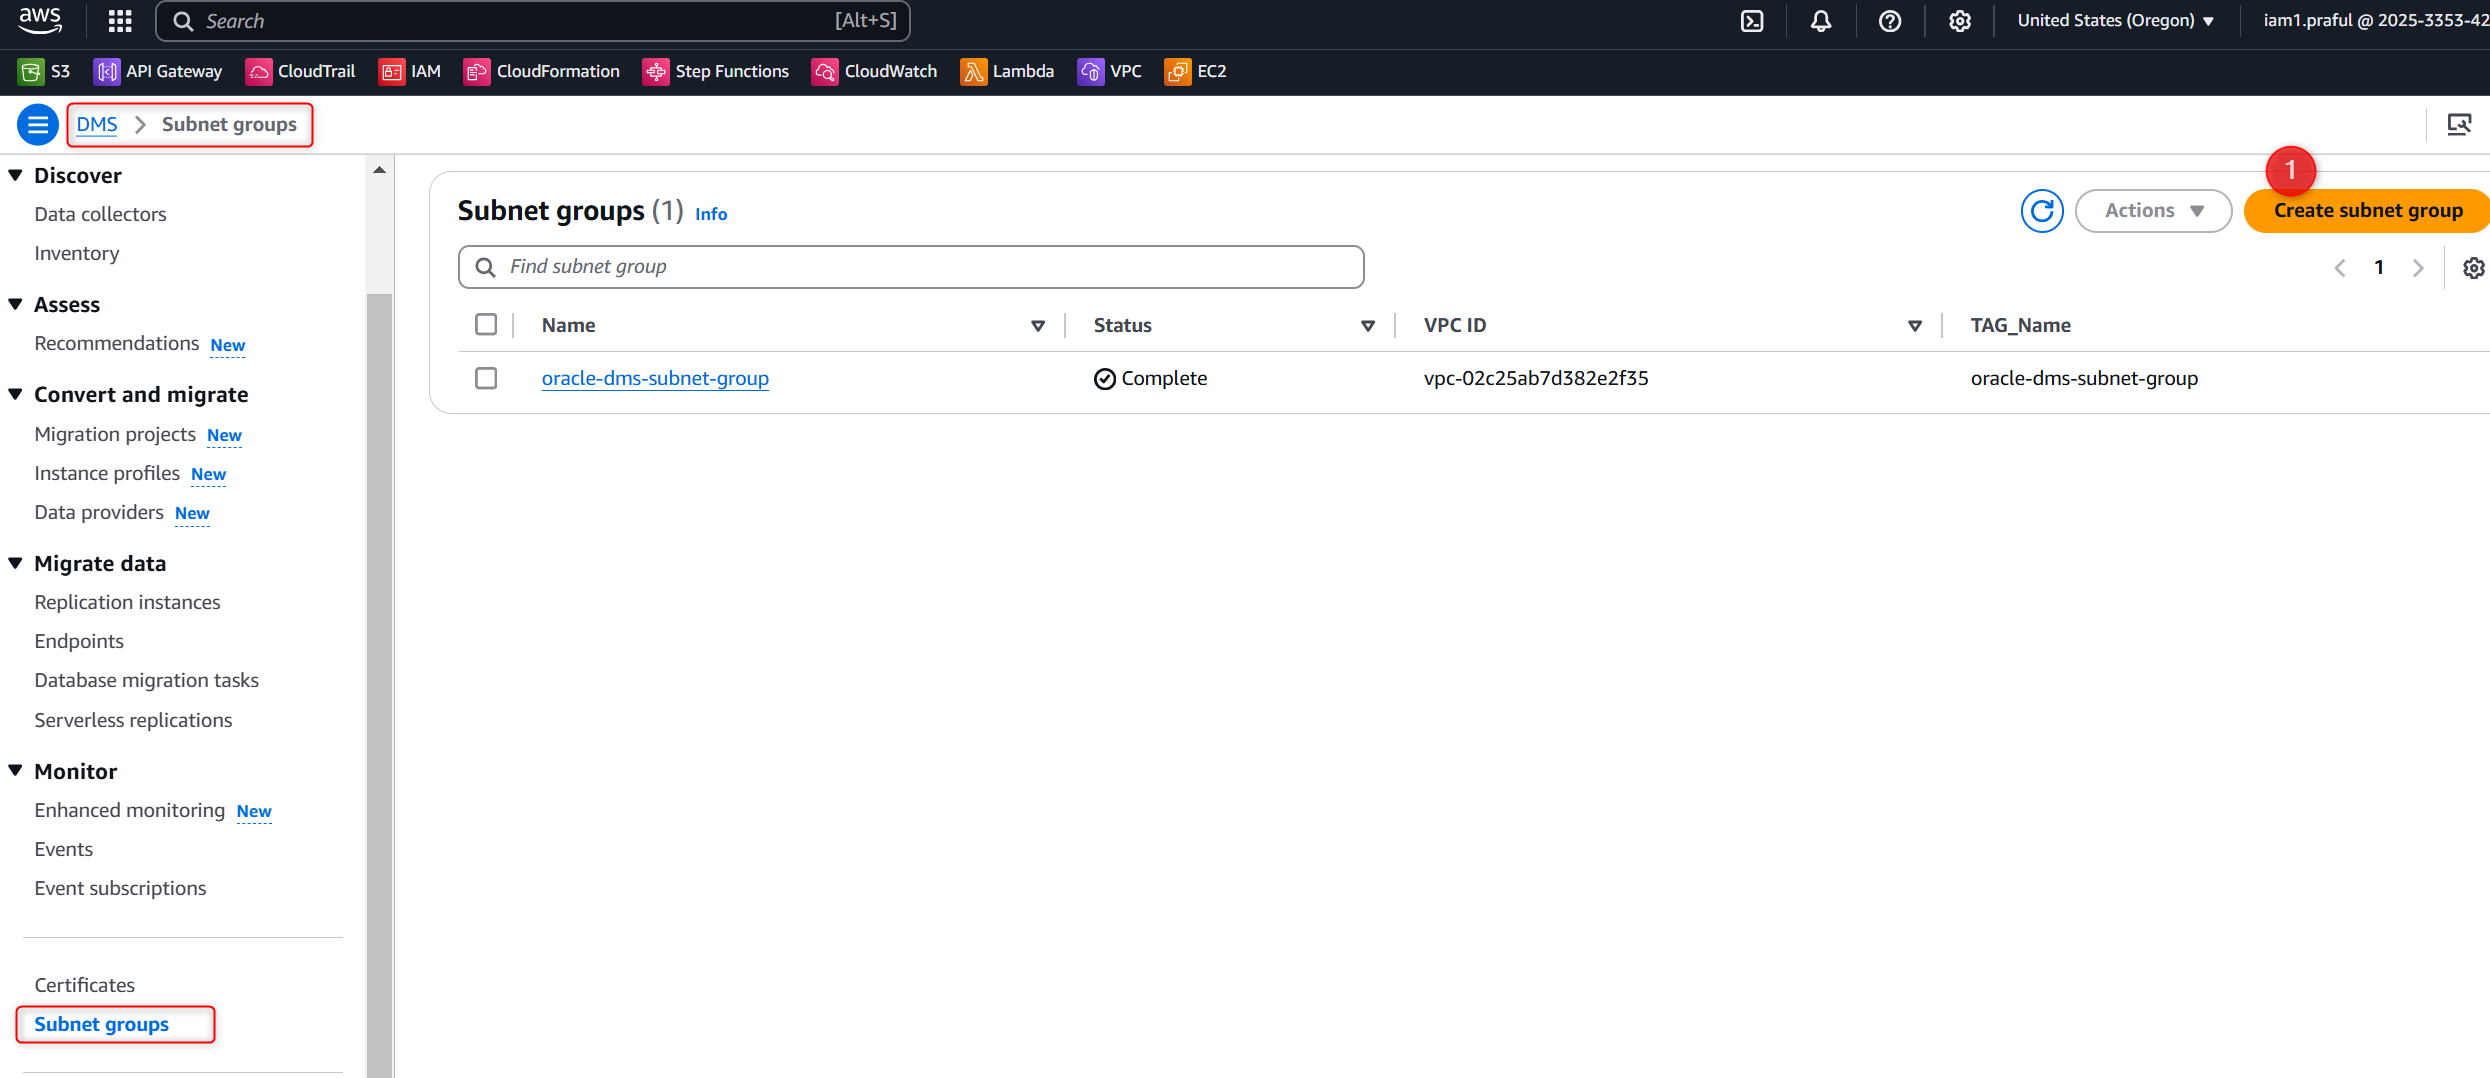 aws
Search [Alt+S]
United States (Oregon)
iam1.praful @ 2025-3353-42
S3
API Gateway
CloudTrail
IAM
CloudFormation
Step Functions
CloudWatch
Lambda
VPC
EC2
DMS > Subnet groups
Discover
Data collectors
Inventory
Assess
Recommendations New
Convert and migrate
Migration projects New
Instance profiles New
Data providers New
Migrate data
Replication instances
Endpoints
Database migration tasks
Serverless replications
Monitor
Enhanced monitoring New
Events
Event subscriptions
Certificates
Subnet groups
1
Subnet groups (1) Info
Actions
Create subnet group
Find subnet group
1
Name Status VPC ID TAG_Name
oracle-dms-subnet-group Complete vpc-02c25ab7d382e2f35 oracle-dms-subnet-group